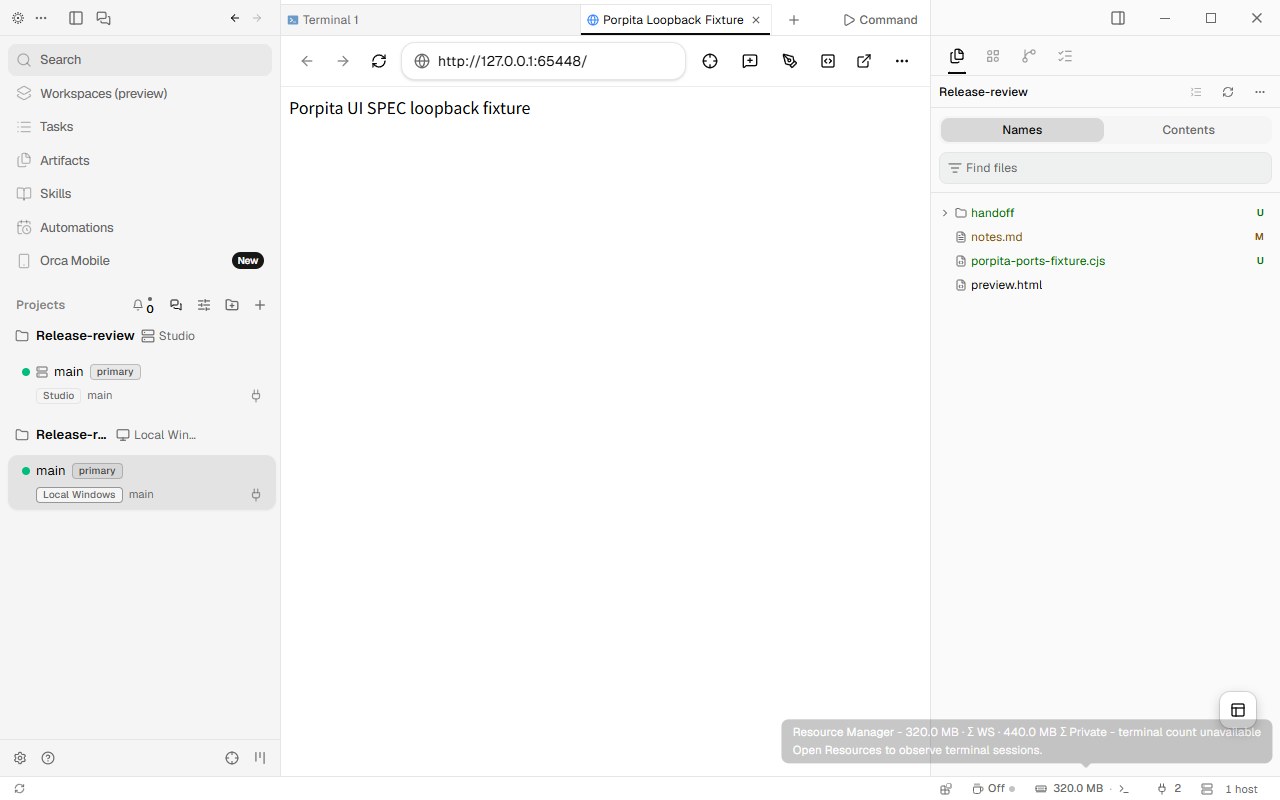 Terminal 1
Porpita Loopback Fixture
Command
Search
Workspaces (preview)
Tasks
Artifacts
Skills
Automations
Orca Mobile
New
Projects
0
Release-review
Studio
main
primary
Studio
main
Release-r...
Local Win...
main
primary
Local Windows
main
http://127.0.0.1:65448/
Porpita UI SPEC loopback fixture
Release-review
Names
Contents
Find files
handoff
U
notes.md
M
porpita-ports-fixture.cjs
U
preview.html
Resource Manager - 320.0 MB · Σ WS · 440.0 MB Σ Private - terminal count unavailable
Open Resources to observe terminal sessions.
Off
320.0 MB ·
2
1 host